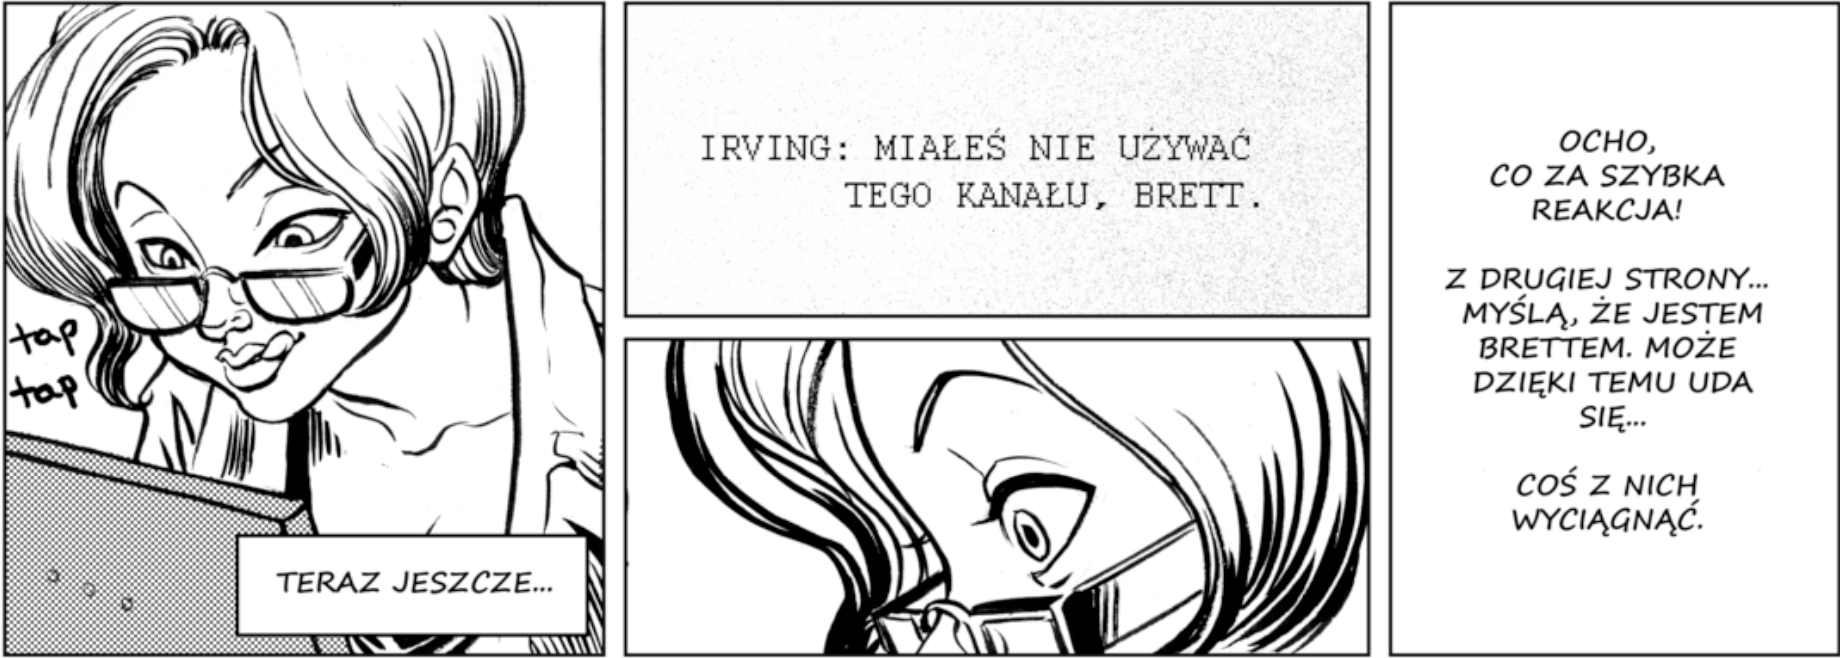 tap
tap
TERAZ JESZCZE...
IRVING: MIAŁEŚ NIE UŻYWAĆ
TEGO KANAŁU, BRETT.
OCHO,
CO ZA SZYBKA
REAKCJA!
Z DRUGIEJ STRONY...
MYŚLĄ, ŻE JESTEM
BRETTEM. MOŻE
DZIĘKI TEMU UDA
SIĘ...
COŚ Z NICH
WYCIĄGNĄĆ.